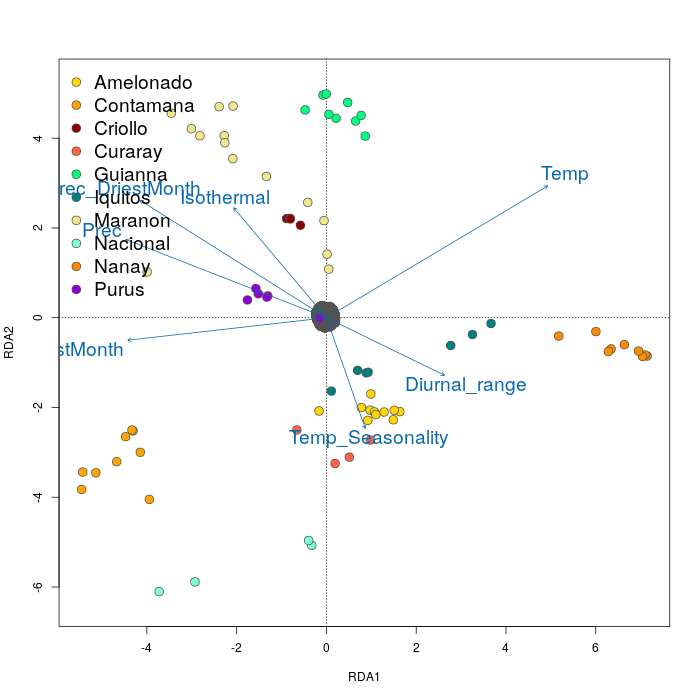 Amelonado
Contamana
Criollo
Curaray
Guianna
Iquitos
Maranon
Nacional
Nanay
Purus
Temp
rec_DriestMonth
Isothermal
Prec
stMonth
Diurnal_range
Temp_Seasonality
4
2
0
-2
-4
-6
RDA2
-4 -2 0 2 4 6
RDA1